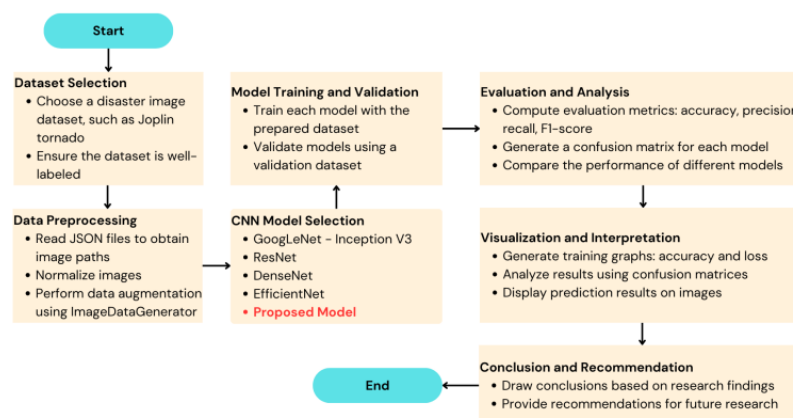 Start
Dataset Selection
• Choose a disaster image
dataset, such as Joplin
tornado
• Ensure the dataset is well-
labeled
Data Preprocessing
• Read JSON files to obtain
image paths
• Normalize images
• Perform data augmentation
using ImageDataGenerator
CNN Model Selection
• GoogLeNet - Inception V3
• ResNet
• DenseNet
• EfficientNet
• Proposed Model
Model Training and Validation
• Train each model with the
prepared dataset
• Validate models using a
validation dataset
Evaluation and Analysis
• Compute evaluation metrics: accuracy, precision
recall, F1-score
• Generate a confusion matrix for each model
• Compare the performance of different models
Visualization and Interpretation
• Generate training graphs: accuracy and loss
• Analyze results using confusion matrices
• Display prediction results on images
Conclusion and Recommendation
• Draw conclusions based on research findings
• Provide recommendations for future research
End